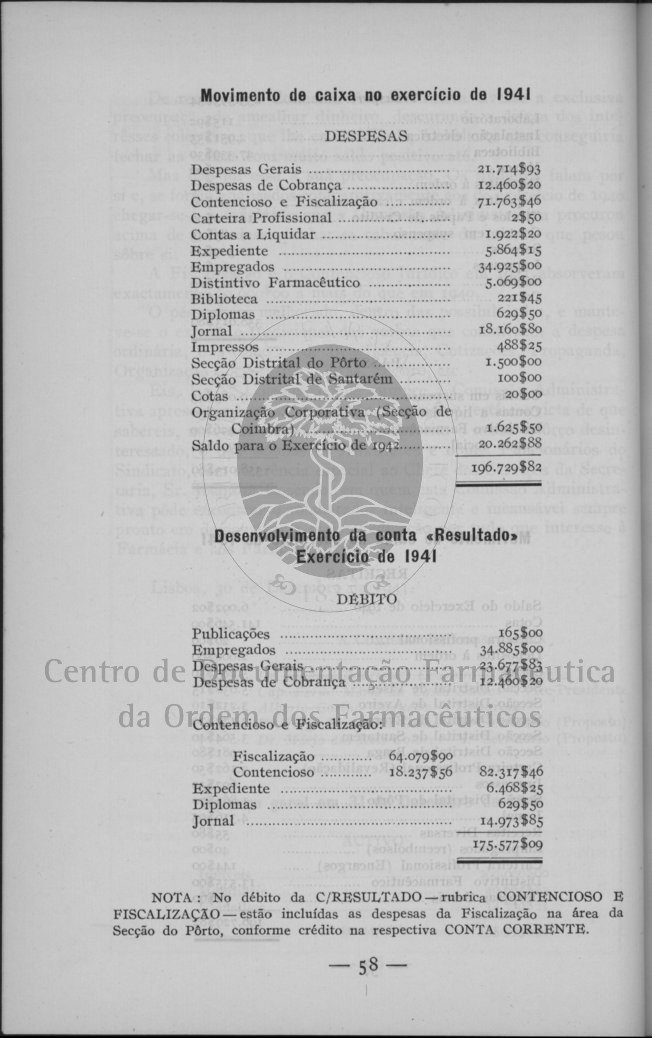 Movimento de caixa no exercício de 1941
DESPESAS
Despesas Gerais ........................................ 21.714$93
Despesas de Cobrança ............................. 12.460$20
Contencioso e Fiscalização .................. 71.763$46
Carteira Profissional ............................... 2$50
Contas a Liquidar .................................. 1.922$20
Expediente ............................................... 5.864$15
Empregados ............................................ 34.925$00
Distintivo Farmacêutico ....................... 5.069$00
Biblioteca ................................................ 221$45
Diplomas ................................................. 629$50
Jornal ....................................................... 18.160$80
Impressos ................................................ 488$25
Secção Distrital do Pôrto ...................... 1.500$00
Secção Distrital de Santarém ............... 100$00
Cotas ........................................................ 20$00
Organização Corporativa (Secção de
Coimbra) ........................................ 1.625$50
Saldo para o Exercício de 1942.............. 20.262$88
196.729$82
Desenvolvimento da conta «Resultado»
Exercício de 1941
DÉBITO
Publicações .............................................. 165$00
Empregados ............................................ 34.885$00
Despesas Gerais ...................................... 23.677$83
Despesas de Cobrança ........................... 12.460$20
Centro de Documentação Farmacêutica
da Ordem dos Farmacêuticos
Contencioso e Fiscalização:
Fiscalização ............ 64.079$90
Contencioso ............ 18.237$56 82.317$46
Expediente .............................................. 6.468$25
Diplomas ................................................. 629$50
Jornal ....................................................... 14.973$85
175.577$09
NOTA : No débito da C/RESULTADO — rubrica CONTENCIOSO E
FISCALIZAÇÃO — estão incluídas as despesas da Fiscalização na área da
Secção do Pôrto, conforme crédito na respectiva CONTA CORRENTE.
— 58 —